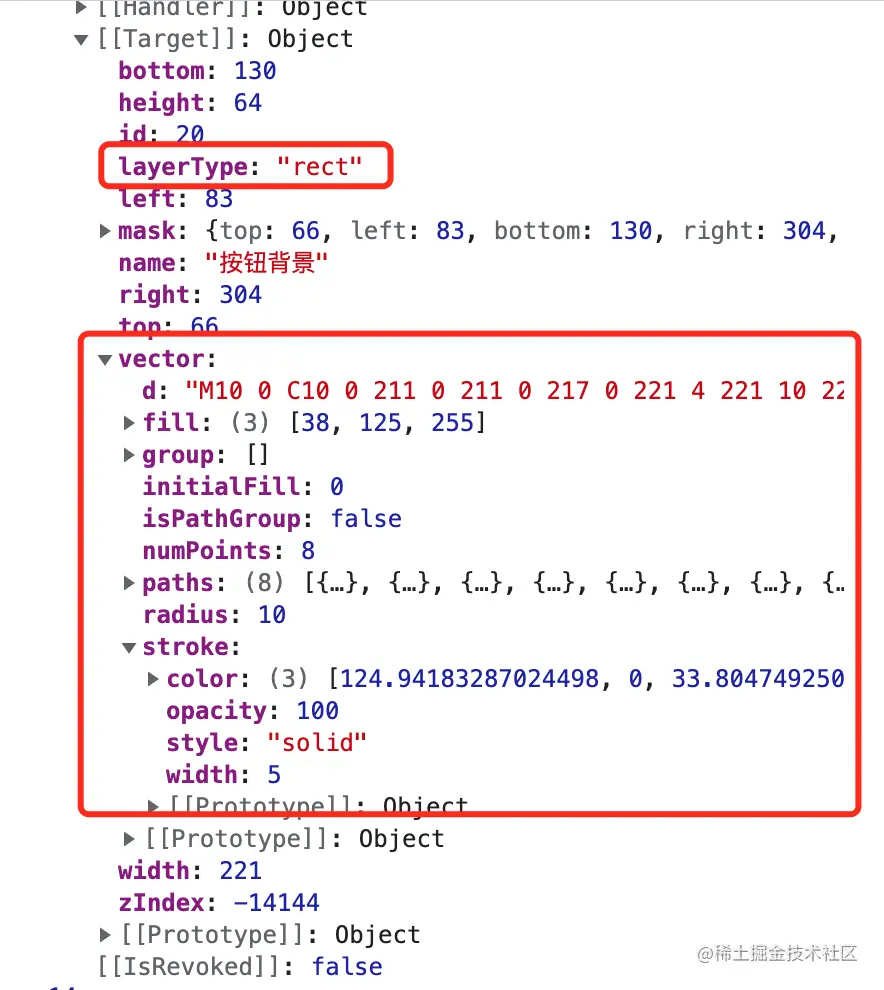 [[Handler]]: Object
[[Target]]: Object
bottom: 130
height: 64
id: 20
layerType: "rect"
left: 83
mask: {top: 66, left: 83, bottom: 130, right: 304,
name: "按钮背景"
right: 304
top: 66
vector:
d: "M10 0 C10 0 211 0 211 0 217 0 221 4 221 10 22
fill: (3) [38, 125, 255]
group: []
initialFill: 0
isPathGroup: false
numPoints: 8
paths: (8) [{…}, {…}, {…}, {…}, {…}, {…}, {…}, {…
radius: 10
stroke:
color: (3) [124.94183287024498, 0, 33.804749250
opacity: 100
style: "solid"
width: 5
[[Prototype]]: Object
[[Prototype]]: Object
width: 221
zIndex: -14144
[[Prototype]]: Object
[[IsRevoked]]: false
@稀土掘金技术社区